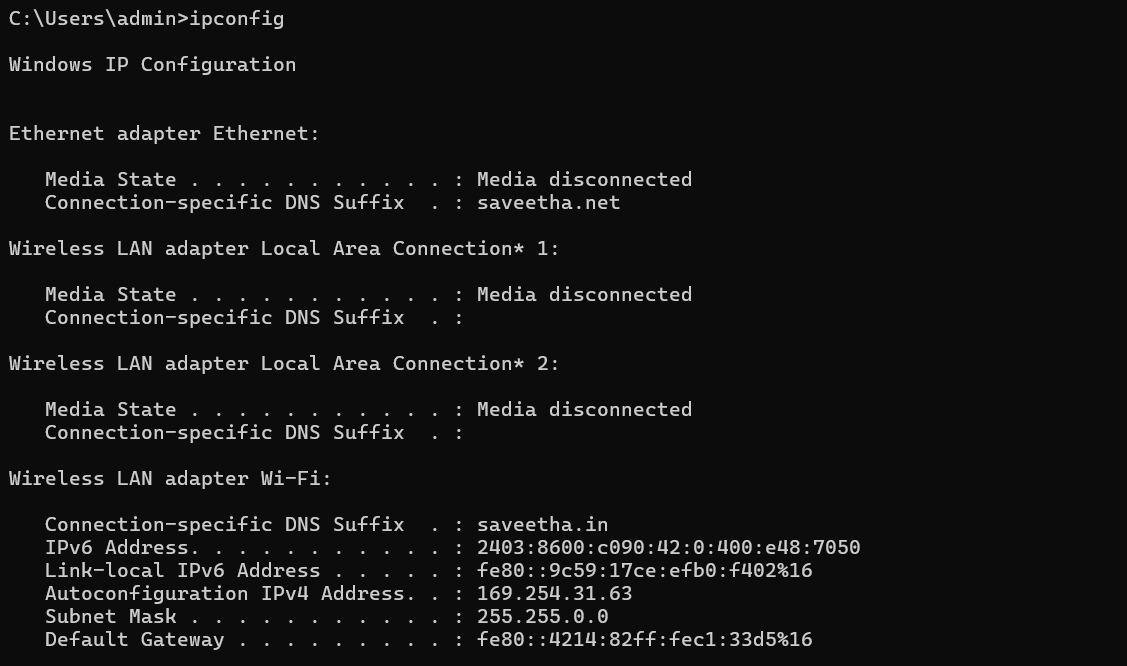 C:\Users\admin>ipconfig
Windows IP Configuration
Ethernet adapter Ethernet:
Media State . . . . . . . . . . . : Media disconnected
Connection-specific DNS Suffix  . : saveetha.net
Wireless LAN adapter Local Area Connection* 1:
Media State . . . . . . . . . . . : Media disconnected
Connection-specific DNS Suffix  . :
Wireless LAN adapter Local Area Connection* 2:
Media State . . . . . . . . . . . : Media disconnected
Connection-specific DNS Suffix  . :
Wireless LAN adapter Wi-Fi:
Connection-specific DNS Suffix  . : saveetha.in
IPv6 Address. . . . . . . . . . . : 2403:8600:c090:42:0:400:e48:7050
Link-local IPv6 Address . . . . . : fe80::9c59:17ce:efb0:f402%16
Autoconfiguration IPv4 Address. . : 169.254.31.63
Subnet Mask . . . . . . . . . . . : 255.255.0.0
Default Gateway . . . . . . . . . : fe80::4214:82ff:fec1:33d5%16